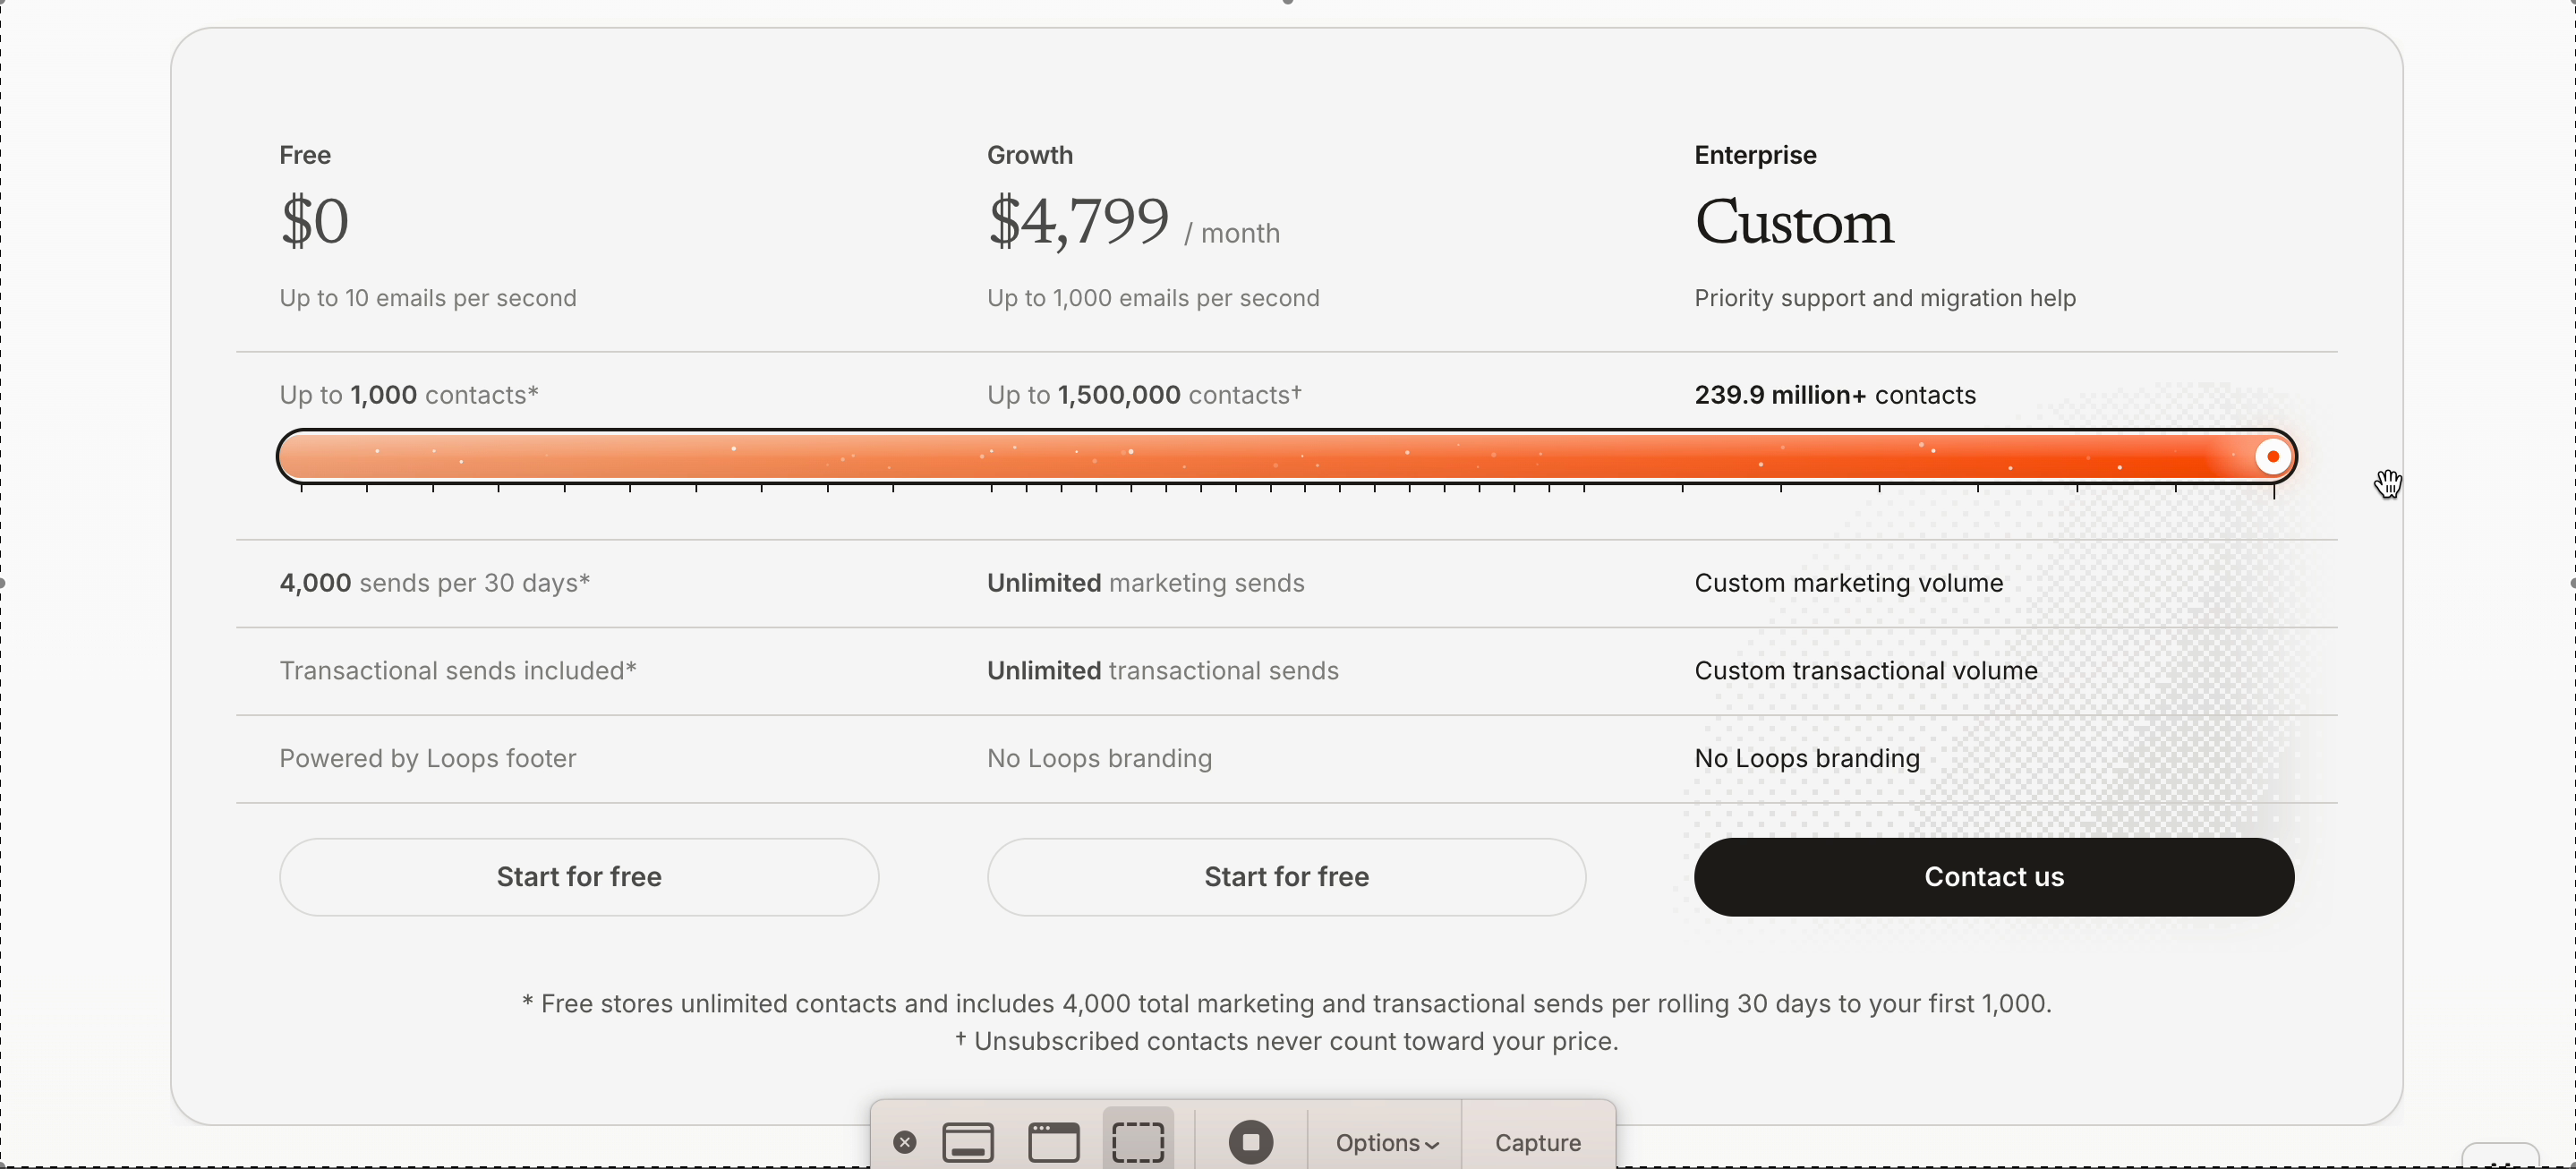 Free
Growth
Enterprise
$0
$4,799 / month
Custom
Up to 10 emails per second
Up to 1,000 emails per second
Priority support and migration help
Up to 1,000 contacts*
Up to 1,500,000 contacts†
239.9 million+ contacts
4,000 sends per 30 days*
Unlimited marketing sends
Custom marketing volume
Transactional sends included*
Unlimited transactional sends
Custom transactional volume
Powered by Loops footer
No Loops branding
No Loops branding
Start for free
Start for free
Contact us
* Free stores unlimited contacts and includes 4,000 total marketing and transactional sends per rolling 30 days to your first 1,000.
† Unsubscribed contacts never count toward your price.
Options
Capture